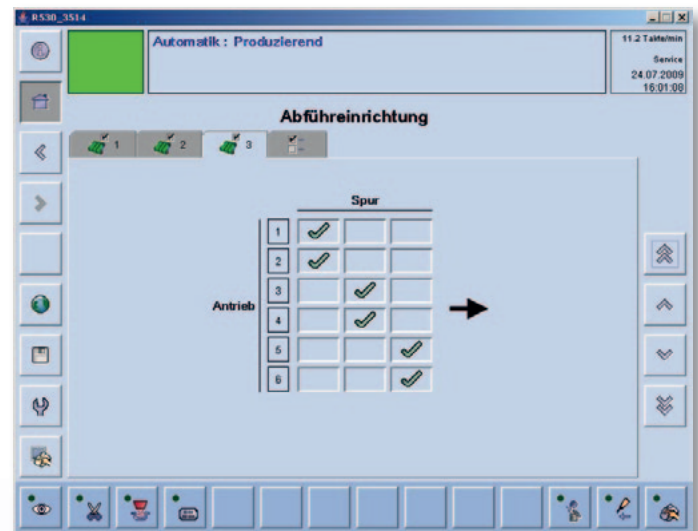 R530_3514
Automatik : Produzierend
11.2 Takte/min
Service
24.07.2009
16:01:08
Abführeinrichtung
1 2 3
Spur
1
2
3
Antrieb
4
5
6